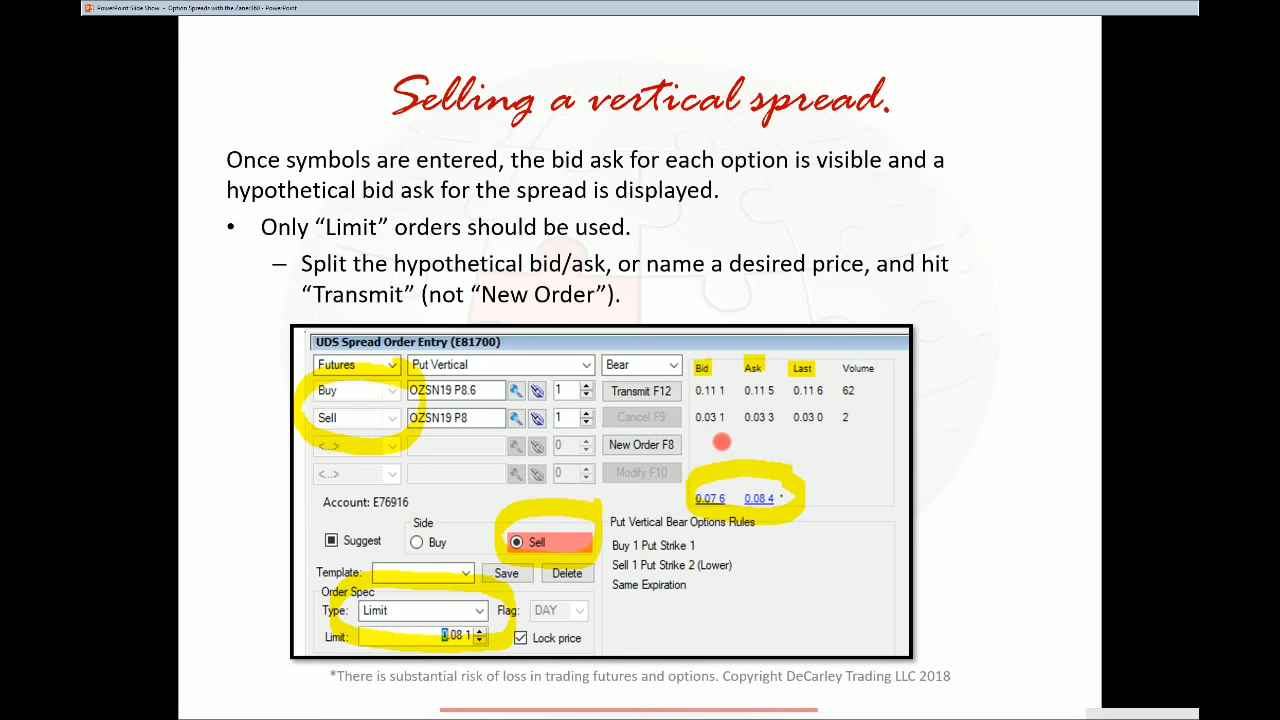 PowerPoint Slide Show - Option Spreads with the Zaner360 - PowerPoint
Selling a vertical spread.
Once symbols are entered, the bid ask for each option is visible and a
hypothetical bid ask for the spread is displayed.
• Only “Limit” orders should be used.
– Split the hypothetical bid/ask, or name a desired price, and hit
“Transmit” (not “New Order”).
UDS Spread Order Entry (E81700)
Futures Put Vertical Bear Bid Ask Last Volume
Buy OZSN19 P8.6 1 Transmit F12 0.11 1 0.11 5 0.11 6 62
Sell OZSN19 P8 1 Cancel F9 0.03 1 0.03 3 0.03 0 2
<...> 0 New Order F8
<...> 0 Modify F10
0.07 6 0.08 4 *
Account: E76916
Side
Suggest Buy Sell
Template: Save Delete
Order Spec
Type: Limit Flag: DAY
Limit: 0.08 1 Lock price
Put Vertical Bear Options Rules
Buy 1 Put Strike 1
Sell 1 Put Strike 2 (Lower)
Same Expiration
*There is substantial risk of loss in trading futures and options. Copyright DeCarley Trading LLC 2018